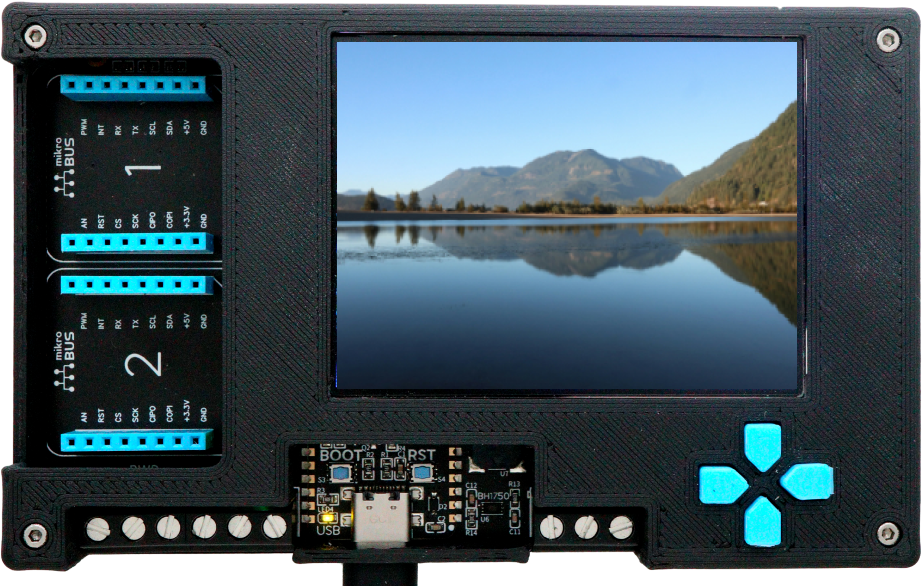 PWM INT RX TX SCL SDA +5V GND
mikro
BUS
1
AN RST CS SCK CIPO COPI +3.3V GND
PWM INT RX TX SCL SDA +5V GND
mikro
BUS
2
AN RST CS SCK CIPO COPI +3.3V GND
BOOT
RST
R2
S3
S4
U7
C12
R13
BH1750
D2
U6
R14
C11
USB